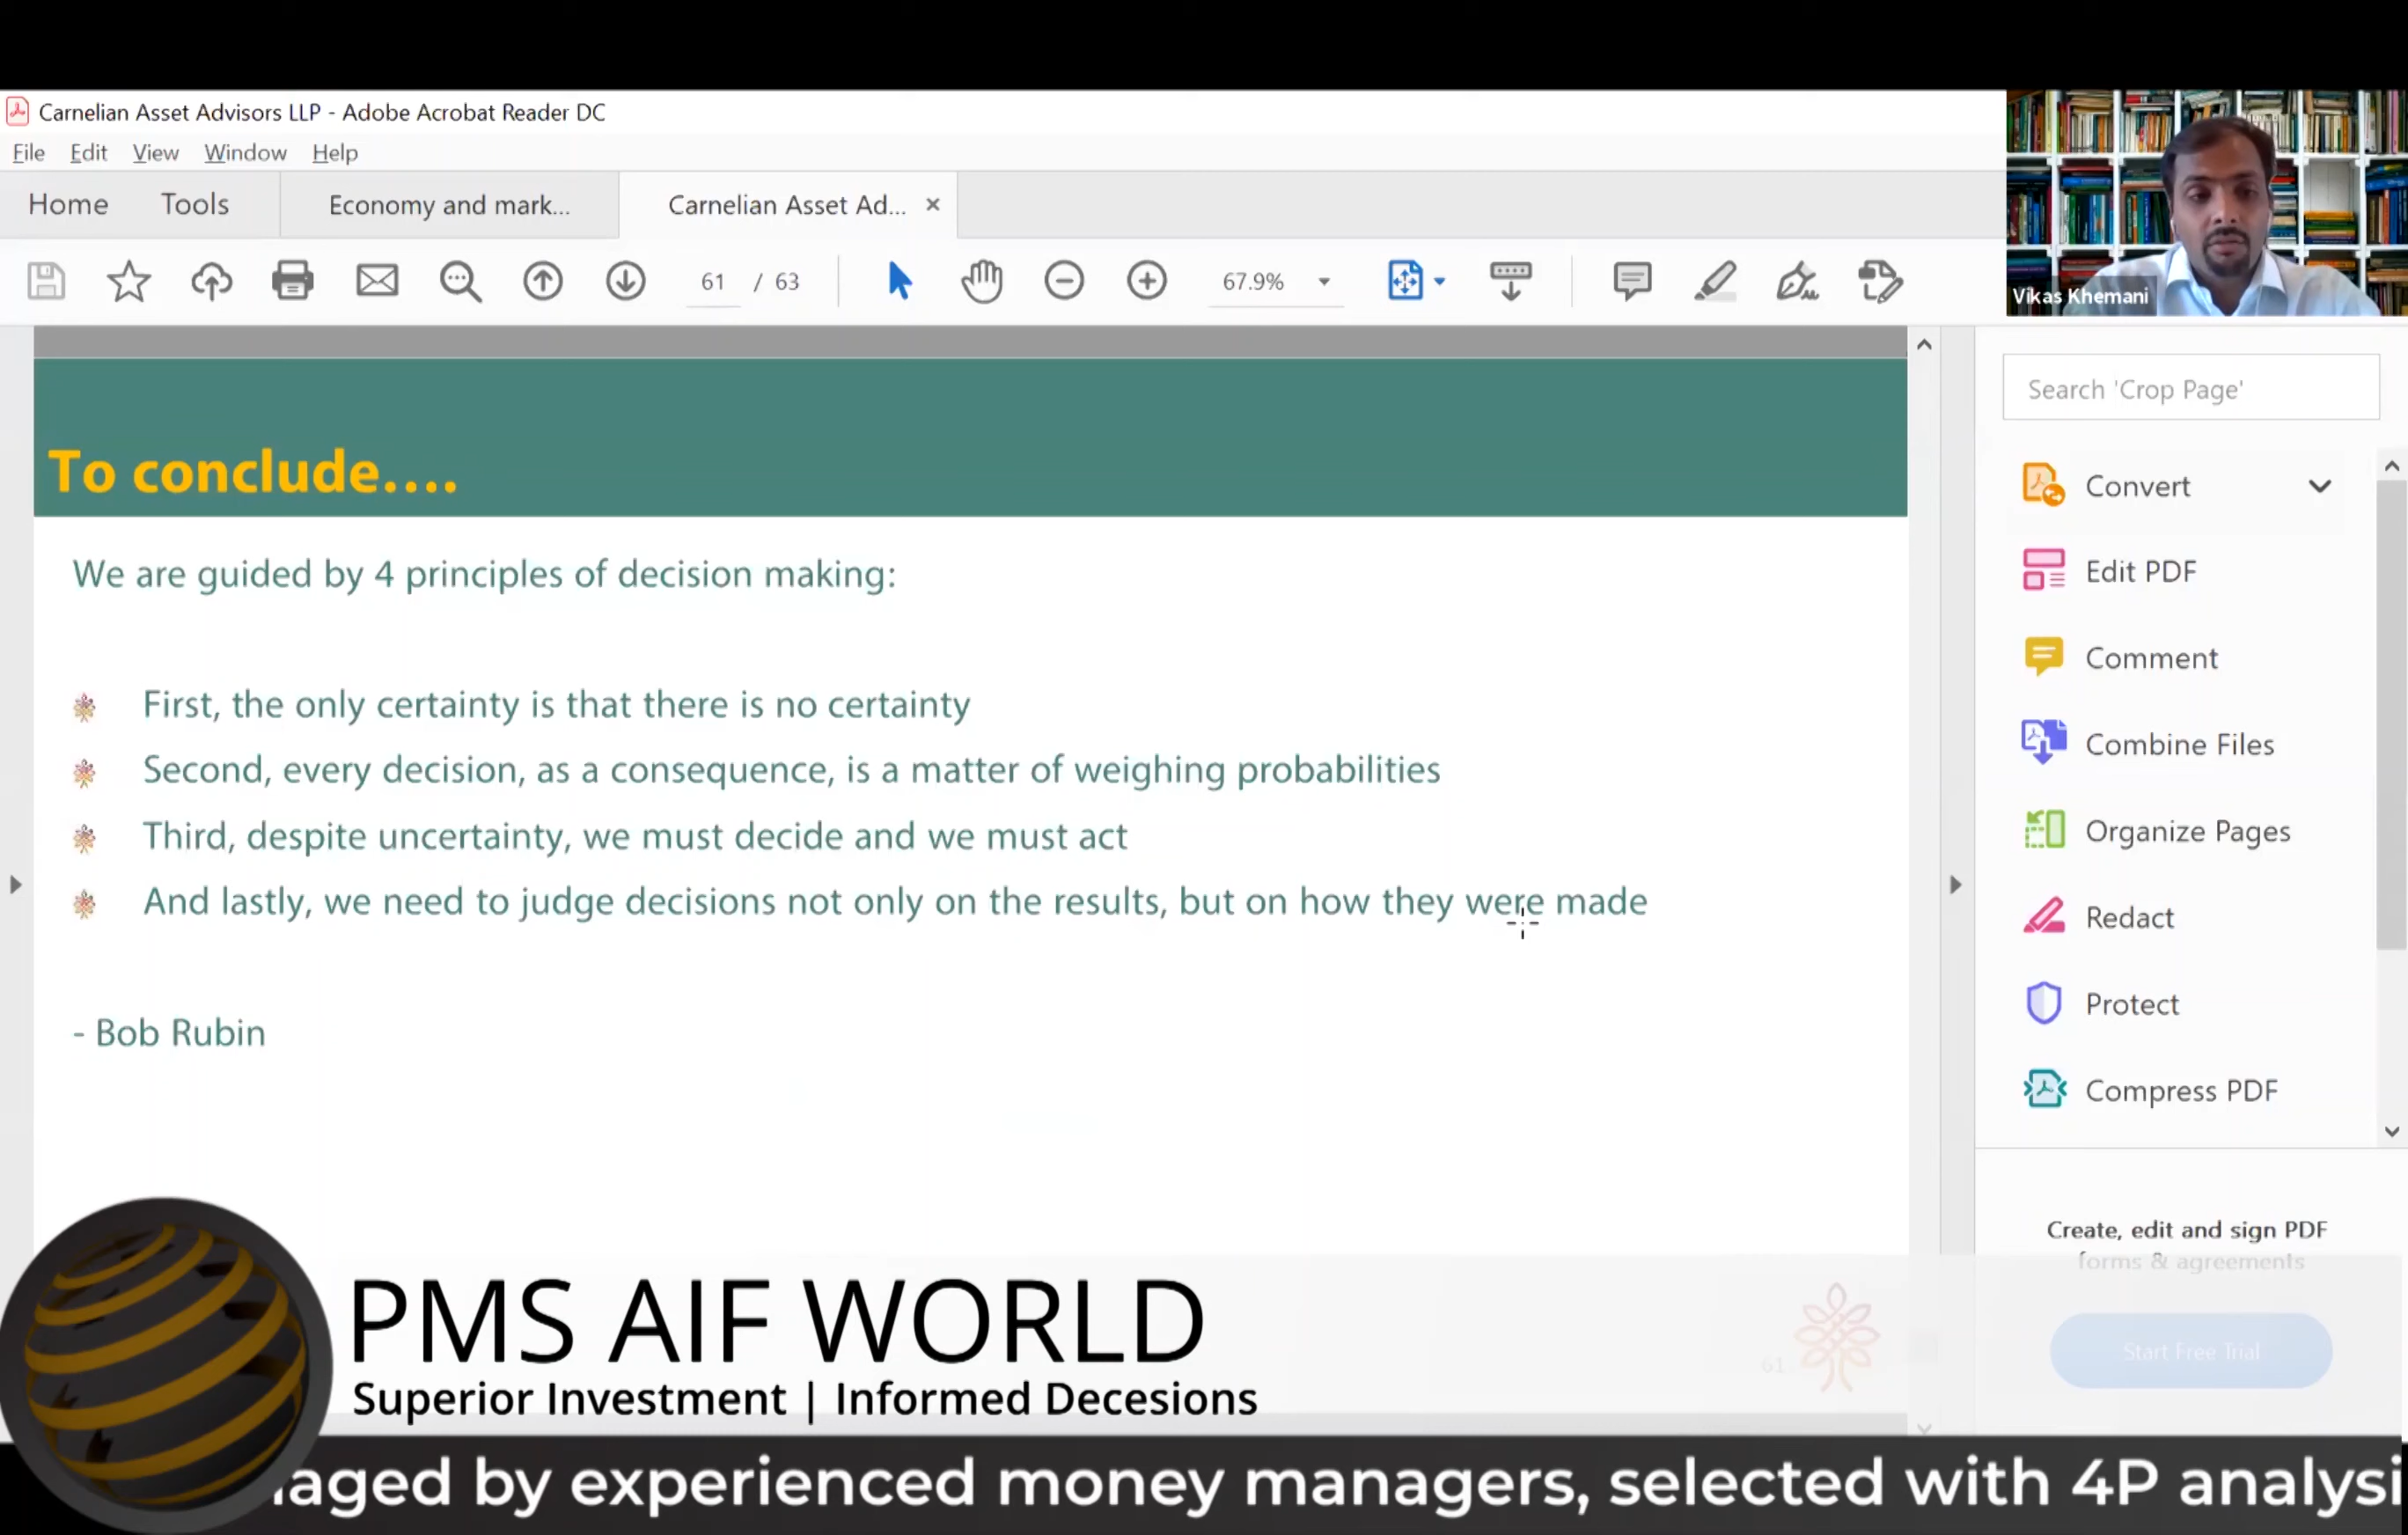 Carnelian Asset Advisors LLP - Adobe Acrobat Reader DC
File Edit View Window Help
Home Tools Economy and mark... Carnelian Asset Ad... ×
61 / 63 67.9%
Vikas Khemani
Search 'Crop Page'
To conclude....
We are guided by 4 principles of decision making:
First, the only certainty is that there is no certainty
Second, every decision, as a consequence, is a matter of weighing probabilities
Third, despite uncertainty, we must decide and we must act
And lastly, we need to judge decisions not only on the results, but on how they were made
- Bob Rubin
Convert
Edit PDF
Comment
Combine Files
Organize Pages
Redact
Protect
Compress PDF
Create, edit and sign PDF
forms & agreements
Start Free Trial
61
PMS AIF WORLD
Superior Investment | Informed Decesions
aged by experienced money managers, selected with 4P analysi